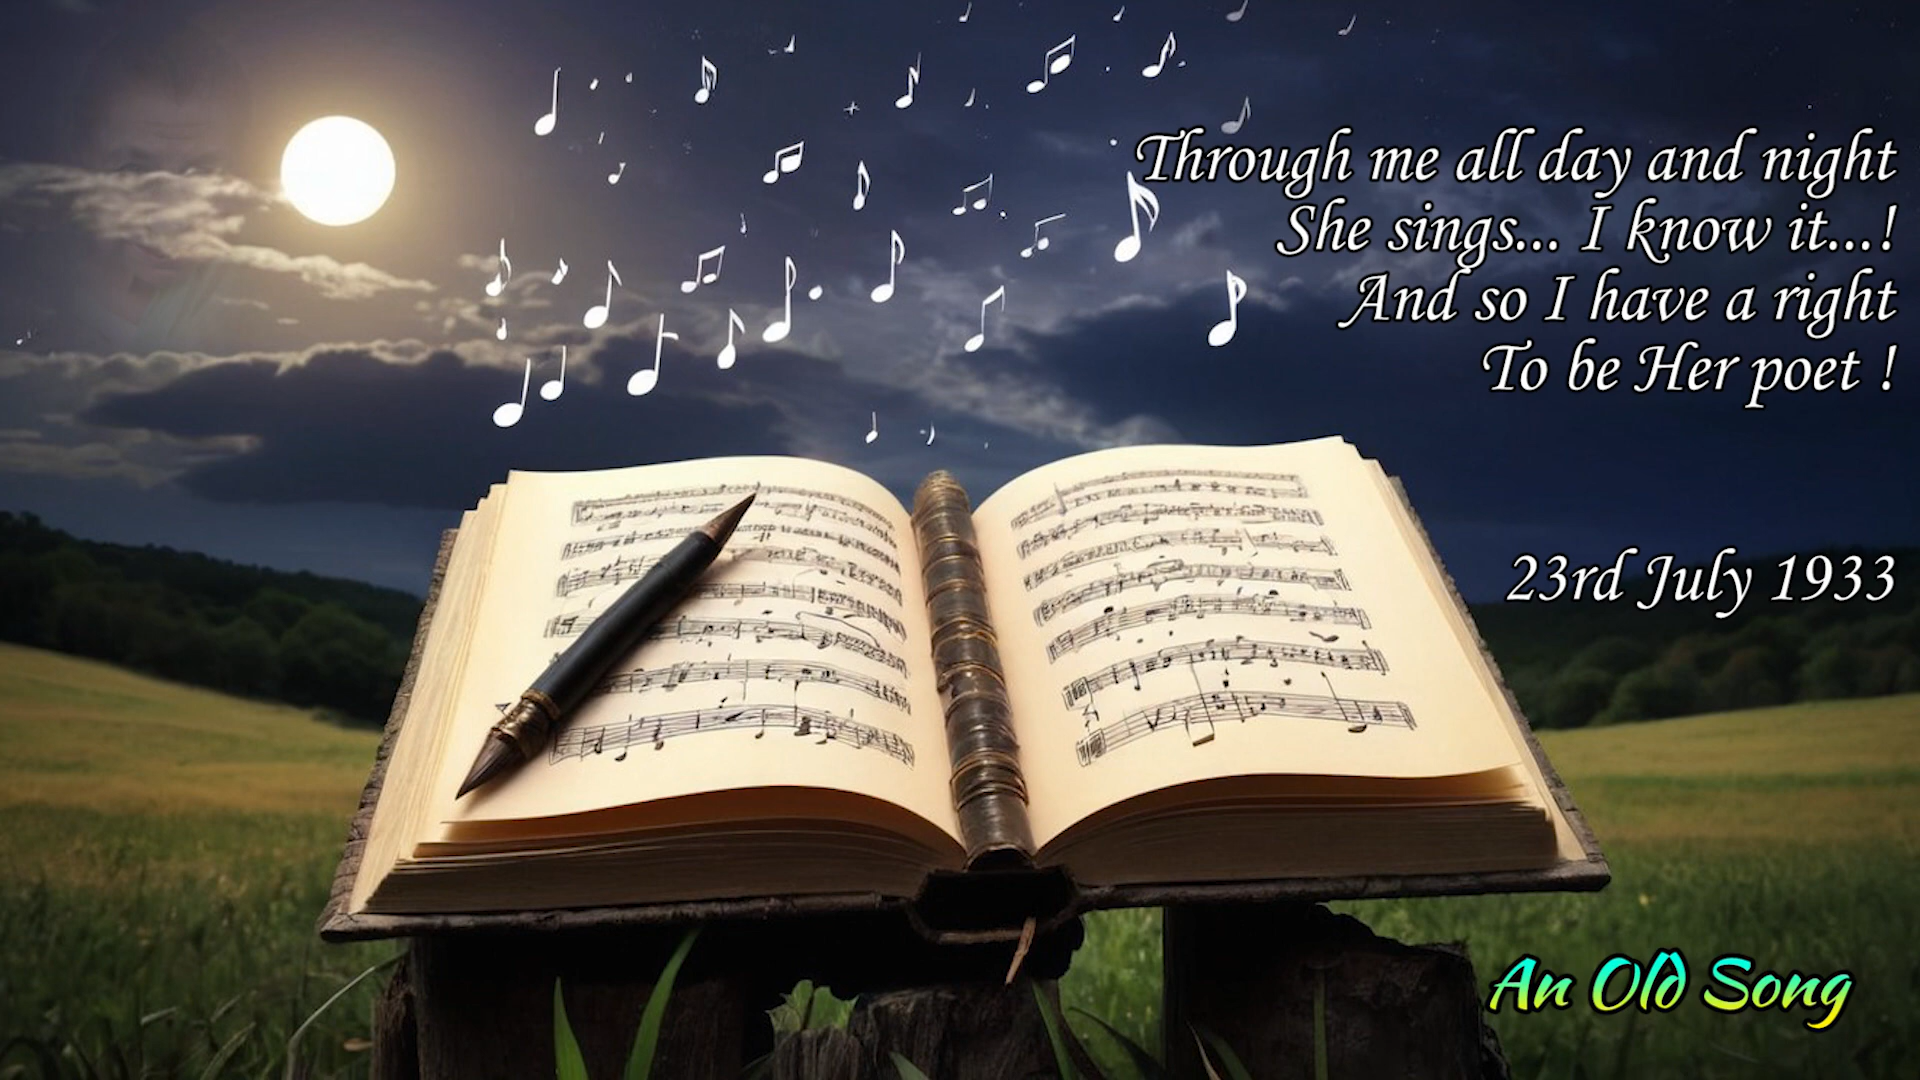 Through me all day and night
She sings... I know it...!
And so I have a right
To be Her poet !
23rd July 1933
An Old Song